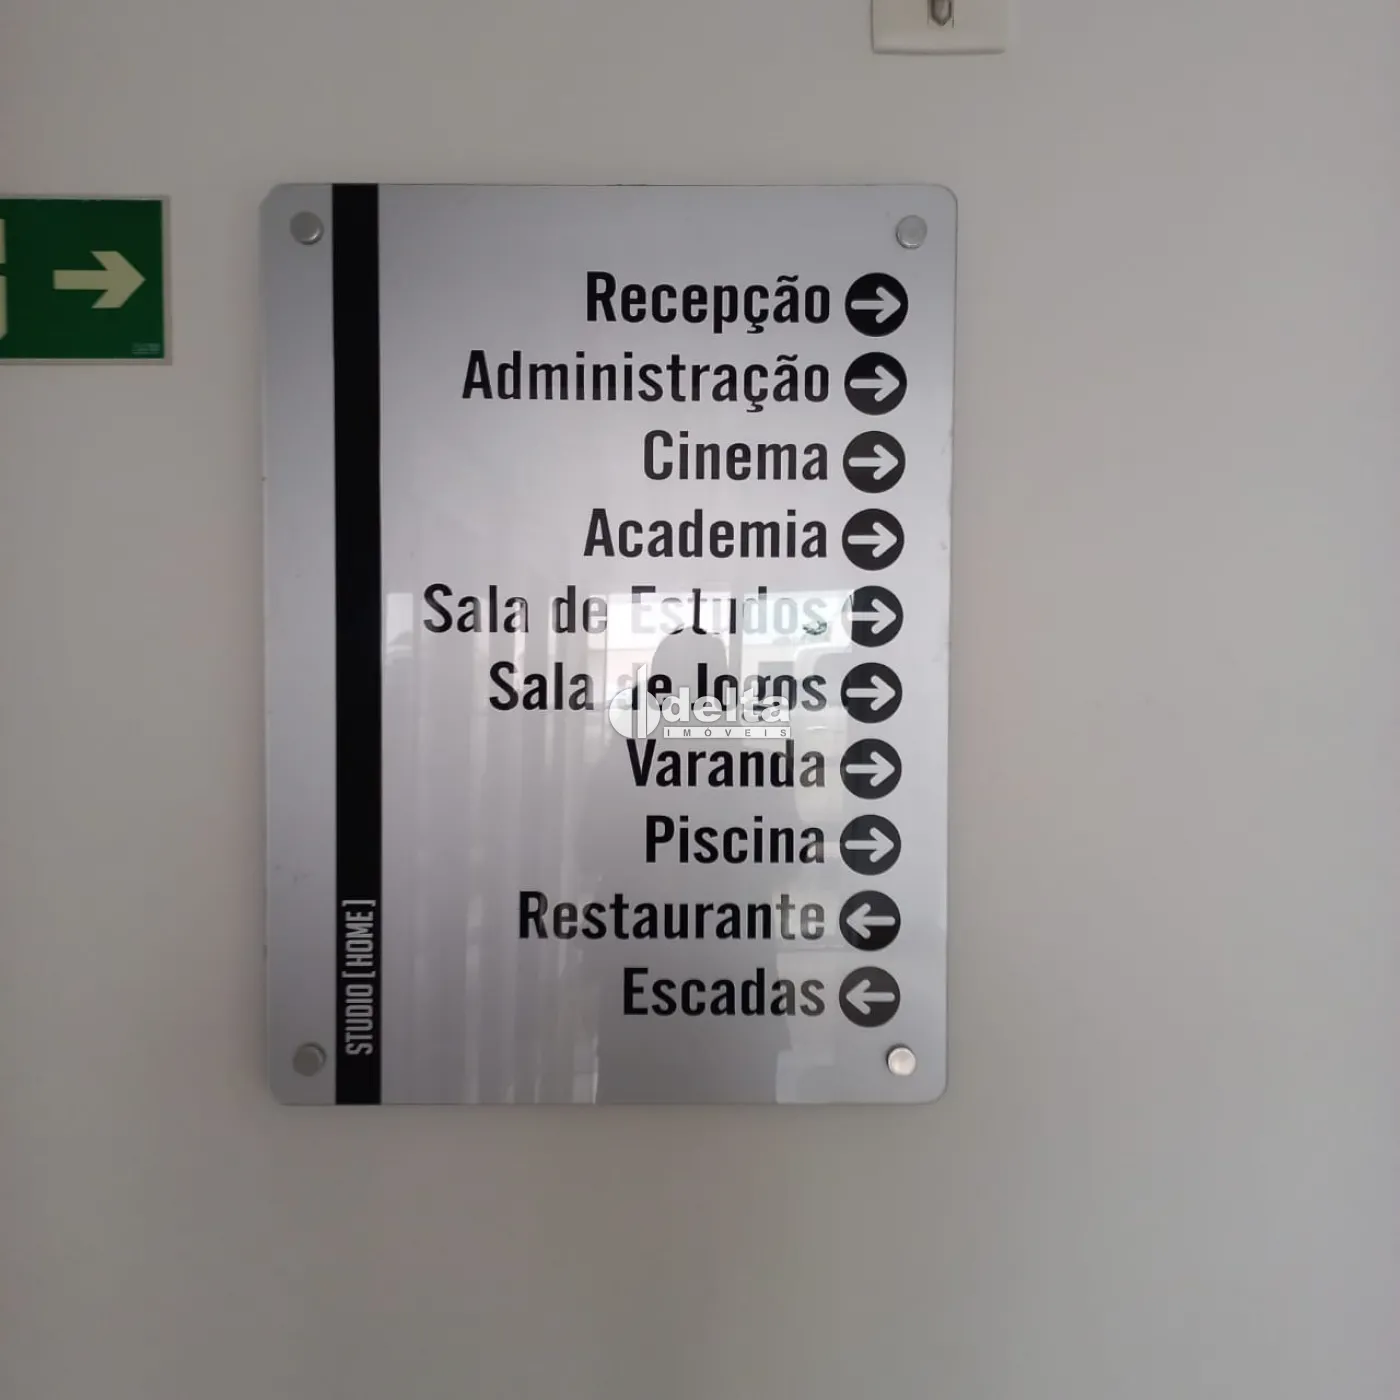 Recepção
Administração
Cinema
Academia
Sala de Estudos
Sala de Jogos
delta
IMÓVEIS
Varanda
Piscina
Restaurante
Escadas
STUDIO [HOME]